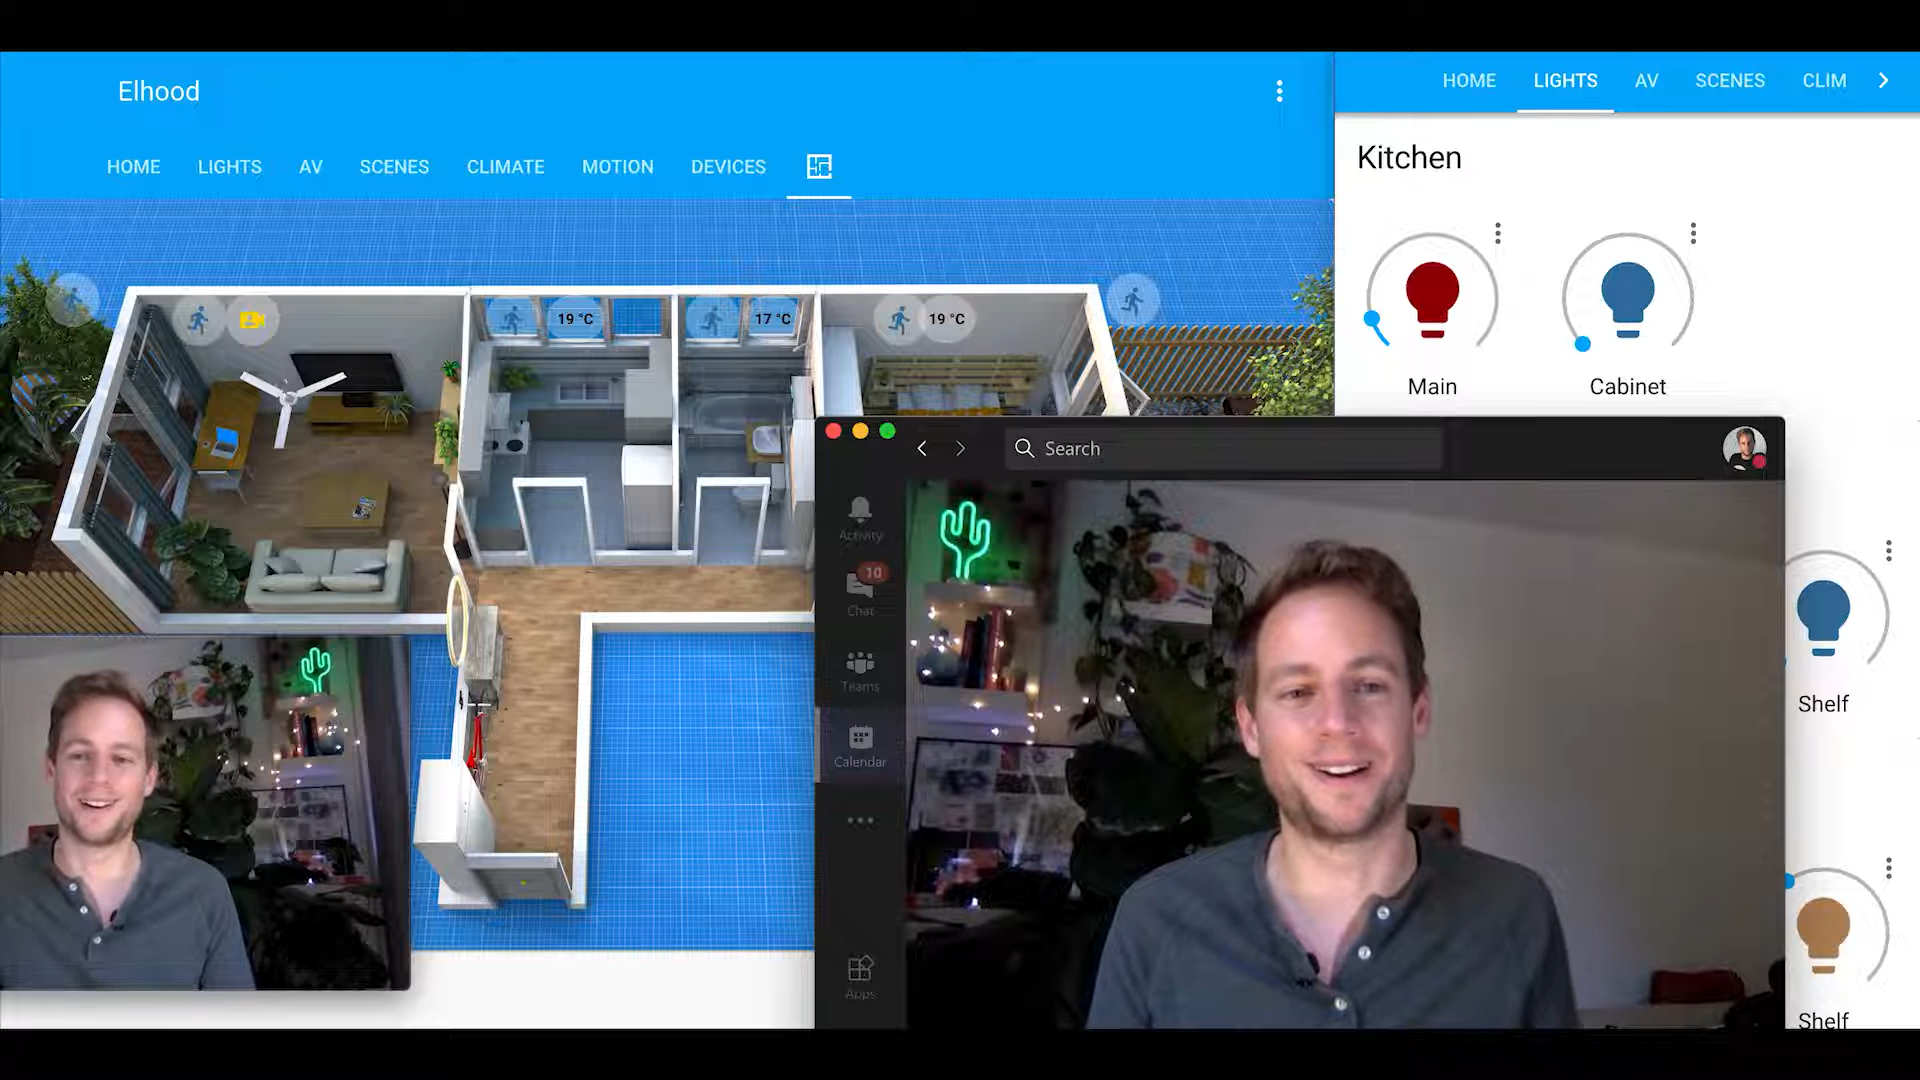 Elhood
HOME LIGHTS AV SCENES CLIMATE MOTION DEVICES
19 °C
17 °C
19 °C
HOME LIGHTS AV SCENES CLIM
Kitchen
Main
Cabinet
Shelf
Shelf
Search
Activity
10
Chat
Teams
Calendar
Apps